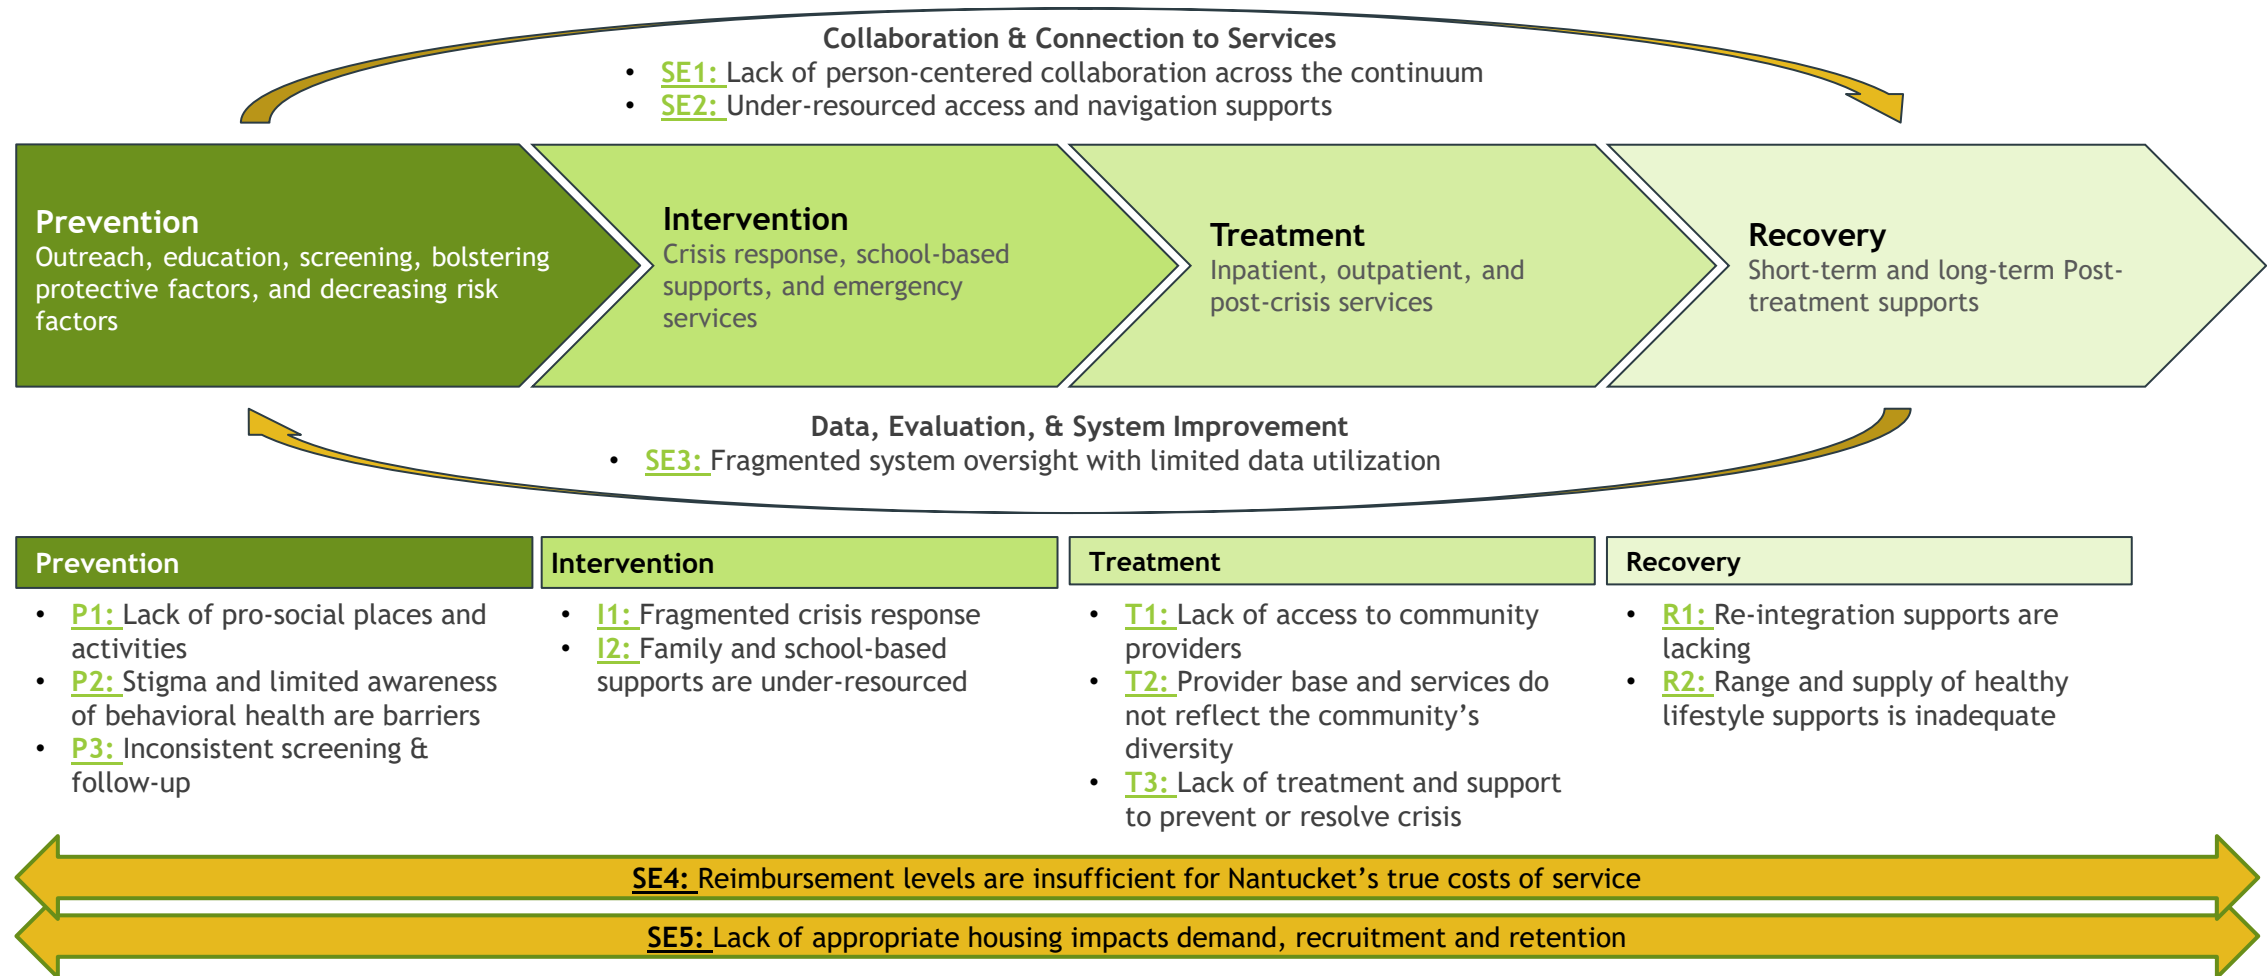 Collaboration & Connection to Services
• SE1: Lack of person-centered collaboration across the continuum
• SE2: Under-resourced access and navigation supports
Prevention
Outreach, education, screening, bolstering
protective factors, and decreasing risk
factors
Intervention
Crisis response, school-based
supports, and emergency
services
Treatment
Inpatient, outpatient, and
post-crisis services
Recovery
Short-term and long-term Post-
treatment supports
Data, Evaluation, & System Improvement
• SE3: Fragmented system oversight with limited data utilization
Prevention
• P1: Lack of pro-social places and
activities
• P2: Stigma and limited awareness
of behavioral health are barriers
• P3: Inconsistent screening &
follow-up
Intervention
• I1: Fragmented crisis response
• I2: Family and school-based
supports are under-resourced
Treatment
• T1: Lack of access to community
providers
• T2: Provider base and services do
not reflect the community’s
diversity
• T3: Lack of treatment and support
to prevent or resolve crisis
Recovery
• R1: Re-integration supports are
lacking
• R2: Range and supply of healthy
lifestyle supports is inadequate
SE4: Reimbursement levels are insufficient for Nantucket’s true costs of service
SE5: Lack of appropriate housing impacts demand, recruitment and retention